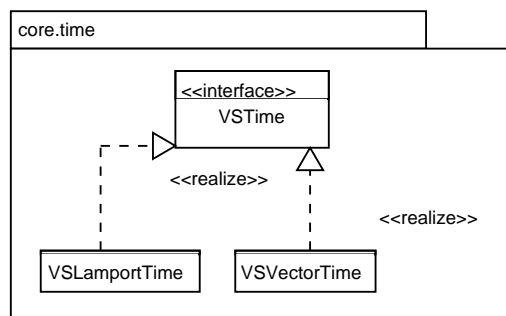 core.time
<<interface>>
VSTime
<<realize>>
<<realize>>
VSLamportTime
VSVectorTime